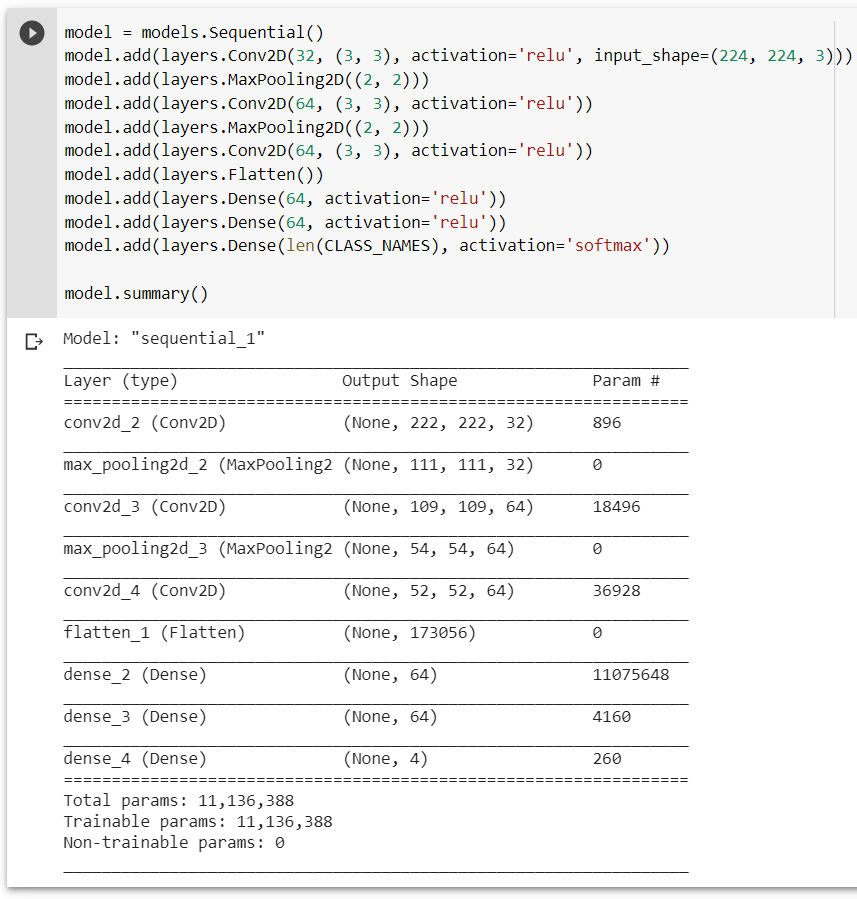 model = models.Sequential()
model.add(layers.Conv2D(32, (3, 3), activation='relu', input_shape=(224, 224, 3)))
model.add(layers.MaxPooling2D((2, 2)))
model.add(layers.Conv2D(64, (3, 3), activation='relu'))
model.add(layers.MaxPooling2D((2, 2)))
model.add(layers.Conv2D(64, (3, 3), activation='relu'))
model.add(layers.Flatten())
model.add(layers.Dense(64, activation='relu'))
model.add(layers.Dense(64, activation='relu'))
model.add(layers.Dense(len(CLASS_NAMES), activation='softmax'))
model.summary()
Model: "sequential_1"
_________________________________________________________________
Layer (type)                 Output Shape              Param #
=================================================================
conv2d_2 (Conv2D)            (None, 222, 222, 32)      896
_________________________________________________________________
max_pooling2d_2 (MaxPooling2 (None, 111, 111, 32)      0
_________________________________________________________________
conv2d_3 (Conv2D)            (None, 109, 109, 64)      18496
_________________________________________________________________
max_pooling2d_3 (MaxPooling2 (None, 54, 54, 64)        0
_________________________________________________________________
conv2d_4 (Conv2D)            (None, 52, 52, 64)        36928
_________________________________________________________________
flatten_1 (Flatten)          (None, 173056)            0
_________________________________________________________________
dense_2 (Dense)              (None, 64)                11075648
_________________________________________________________________
dense_3 (Dense)              (None, 64)                4160
_________________________________________________________________
dense_4 (Dense)              (None, 4)                 260
=================================================================
Total params: 11,136,388
Trainable params: 11,136,388
Non-trainable params: 0
_________________________________________________________________